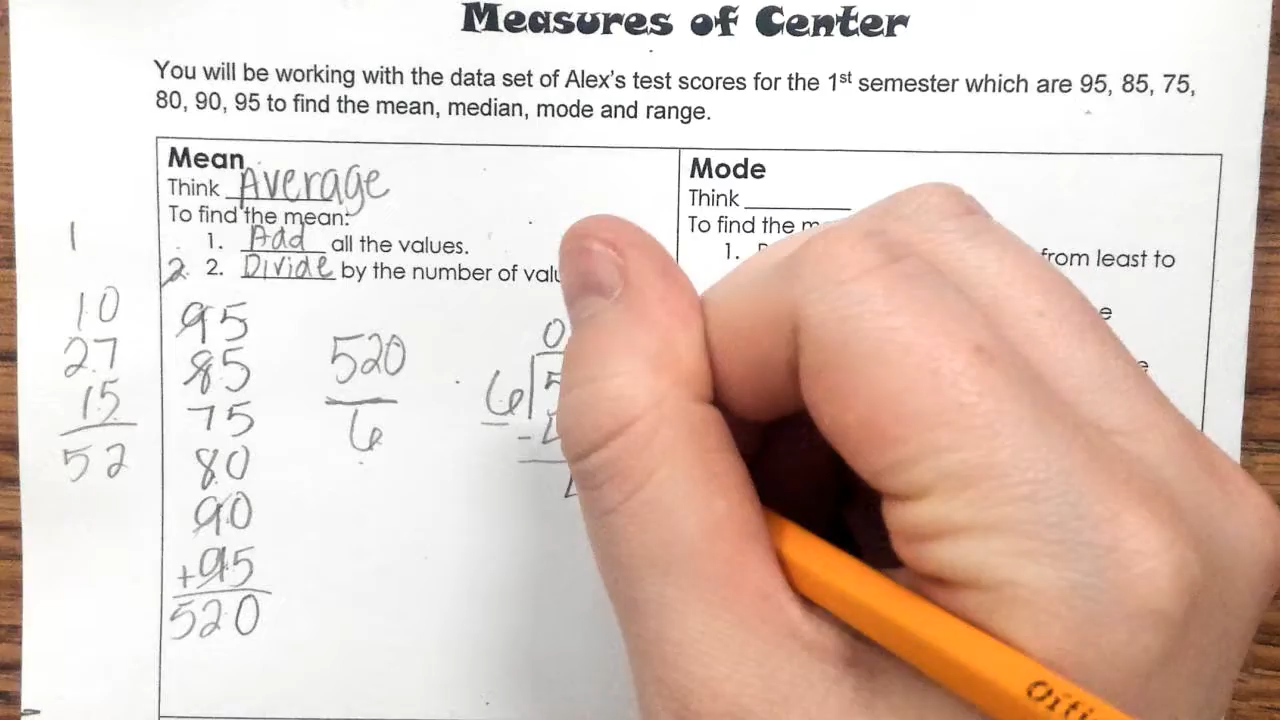 Measures of Center
You will be working with the data set of Alex's test scores for the 1st semester which are 95, 85, 75,
80, 90, 95 to find the mean, median, mode and range.
Mean
Think Average
To find the mean:
1. Add all the values.
2. Divide by the number of
2
95
85
75
80
90
+95
520
520
6
0
6
1
10
27
15
52
Mode
Think
To find the
1.
from least to